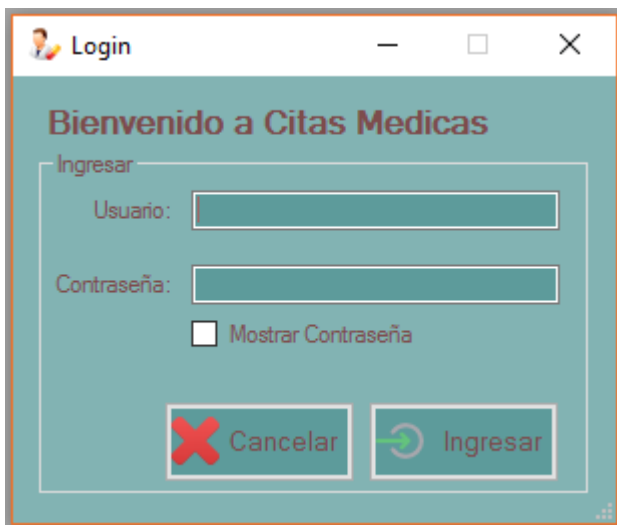 Login
Bienvenido a Citas Medicas
Ingresar
Usuario:
Contraseña:
Mostrar Contraseña
Cancelar
Ingresar